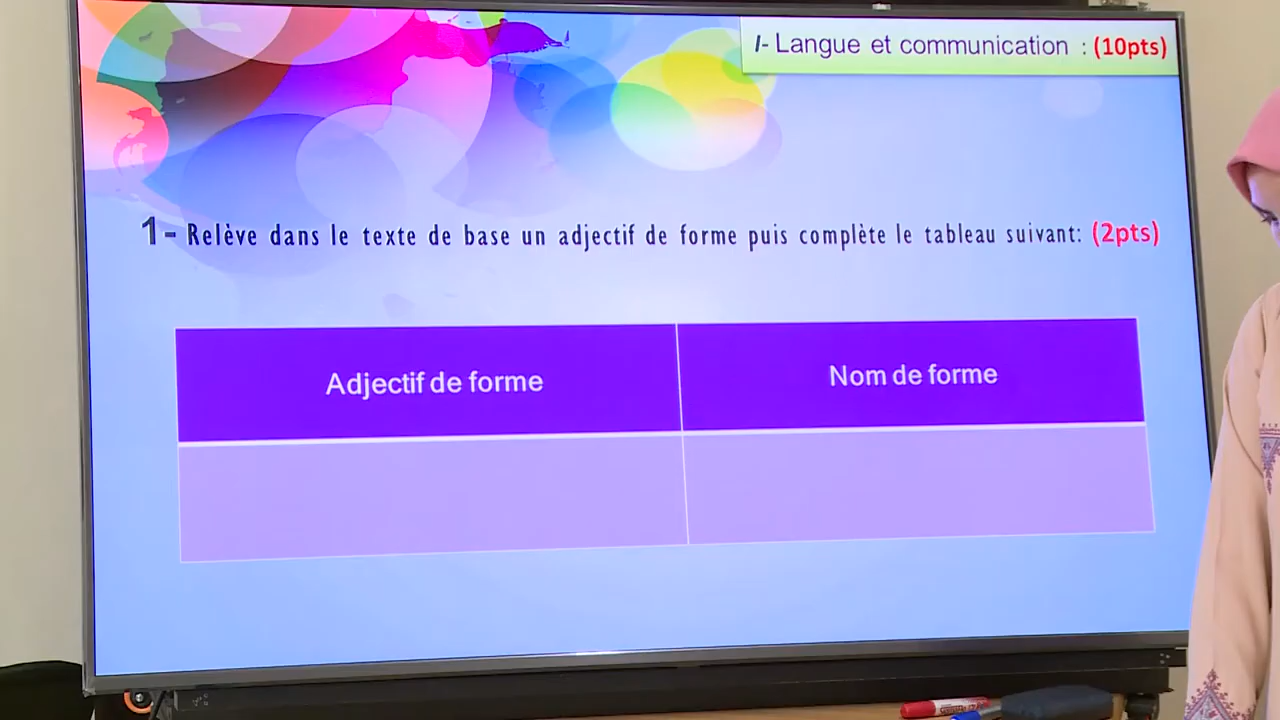 I- Langue et communication : (10pts)
1- Relève dans le texte de base un adjectif de forme puis complète le tableau suivant: (2pts)
Adjectif de forme
Nom de forme